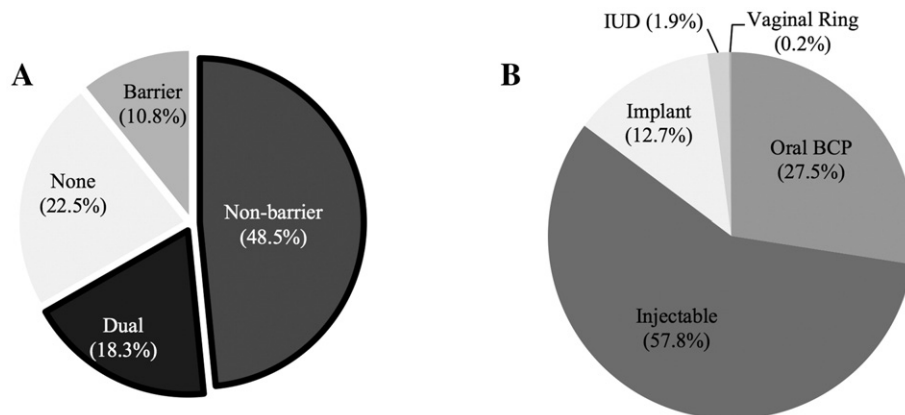 A
Barrier
(10.8%)
None
(22.5%)
Non-barrier
(48.5%)
Dual
(18.3%)
B
IUD (1.9%)
Vaginal Ring
(0.2%)
Implant
(12.7%)
Oral BCP
(27.5%)
Injectable
(57.8%)